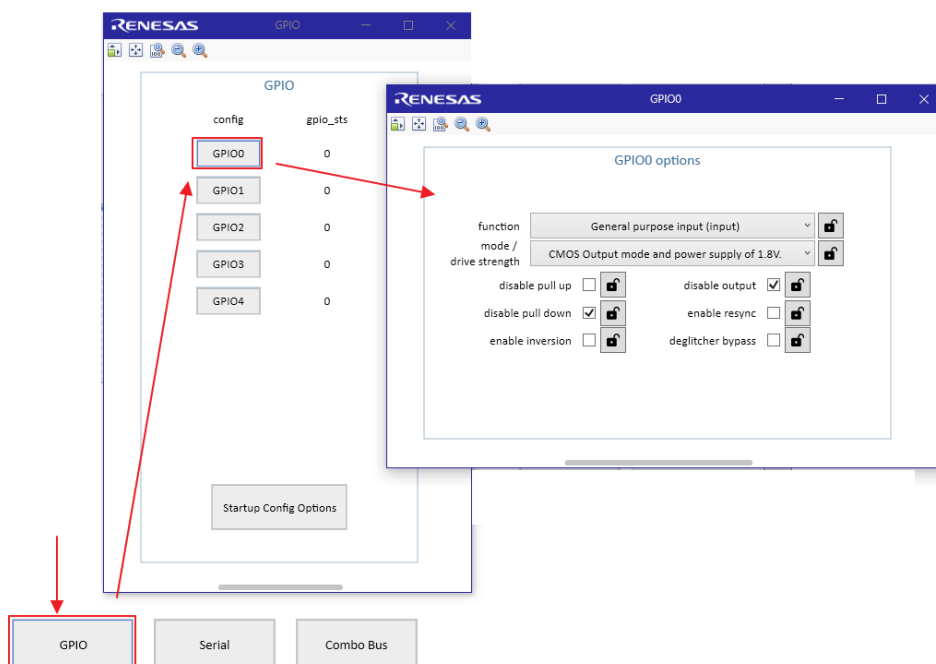 RENESAS
GPIO
GPIO
config gpio_sts
GPIO0 0
GPIO1 0
GPIO2 0
GPIO3 0
GPIO4 0
Startup Config Options
RENESAS
GPIO0
GPIO0 options
function General purpose input (input)
mode /
drive strength CMOS Output mode and power supply of 1.8V.
disable pull up disable output
disable pull down enable resync
enable inversion deglitcher bypass
GPIO Serial Combo Bus